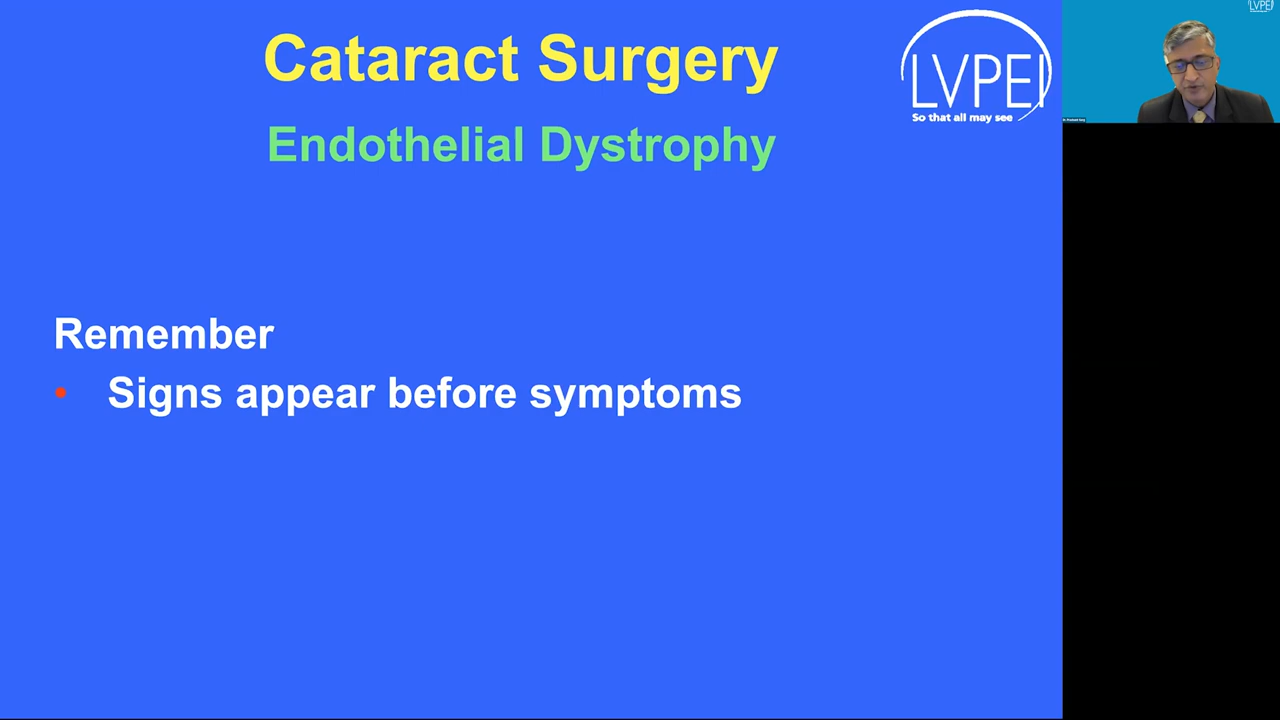 Cataract Surgery
Endothelial Dystrophy
LVPEI
So that all may see
LVPEI
Remember
• Signs appear before symptoms